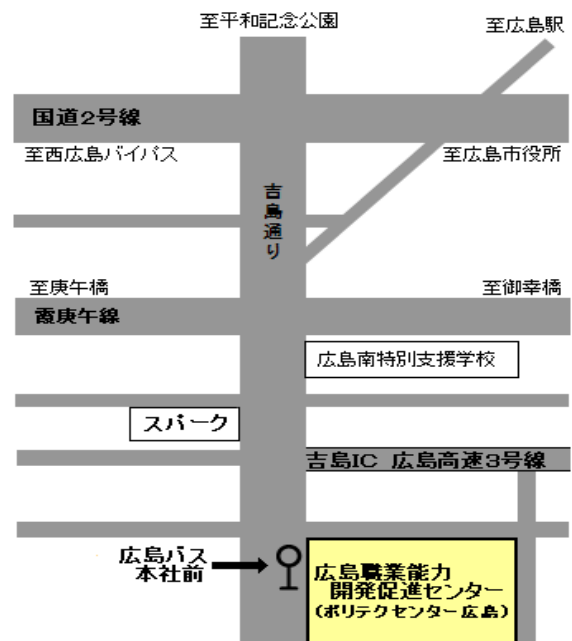 至平和記念公園
至広島駅
国道2号線
至西広島バイパス
至広島市役所
吉島通り
至庚午橋
至御幸橋
霞庚午線
広島南特別支援学校
スパーク
吉島IC 広島高速3号線
広島バス
本社前
広島職業能力
開発促進センター
(ポリテクセンター広島)